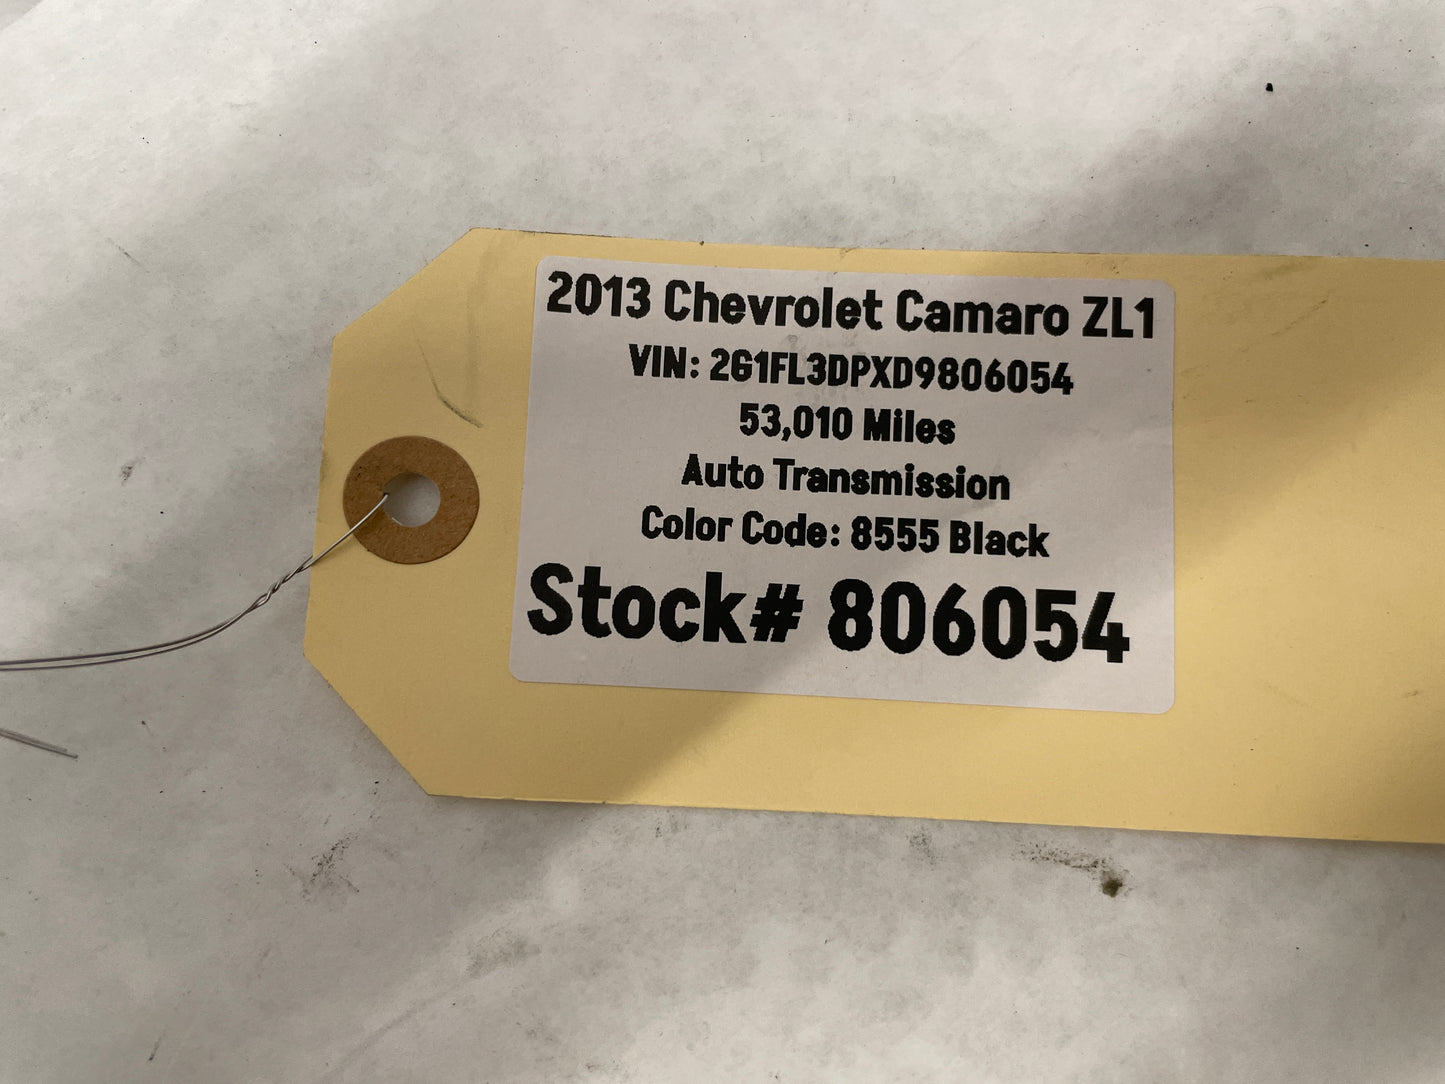 2013 Chevrolet Camaro ZL1
VIN: 2G1FL3DPXD9806054
53,010 Miles
Auto Transmission
Color Code: 8555 Black
Stock# 806054